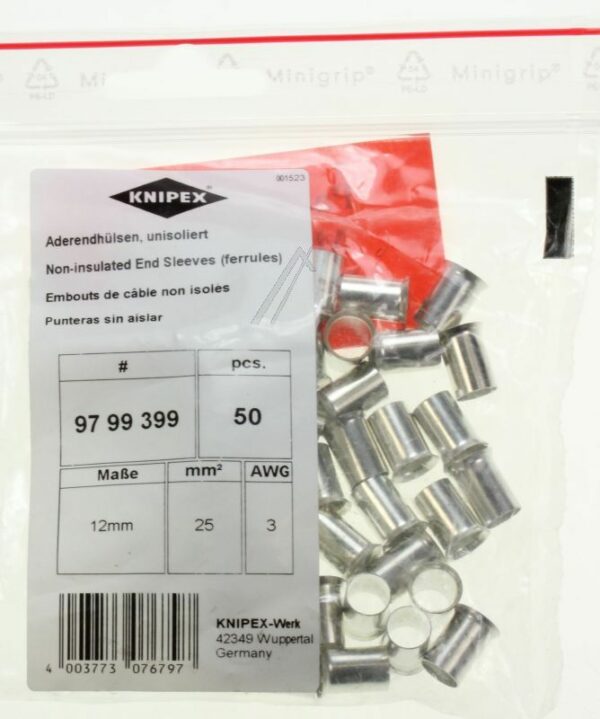 Minigrip®
Minigrip®
001523
KNIPEX®
Aderendhülsen, unisoliert
Non-insulated End Sleeves (ferrules)
Embouts de câble non isoles
Punteras sin aislar
# pcs.
97 99 399 50
Maße mm² AWG
12mm 25 3
KNIPEX-Werk
42349 Wuppertal
Germany
4 003773 076797